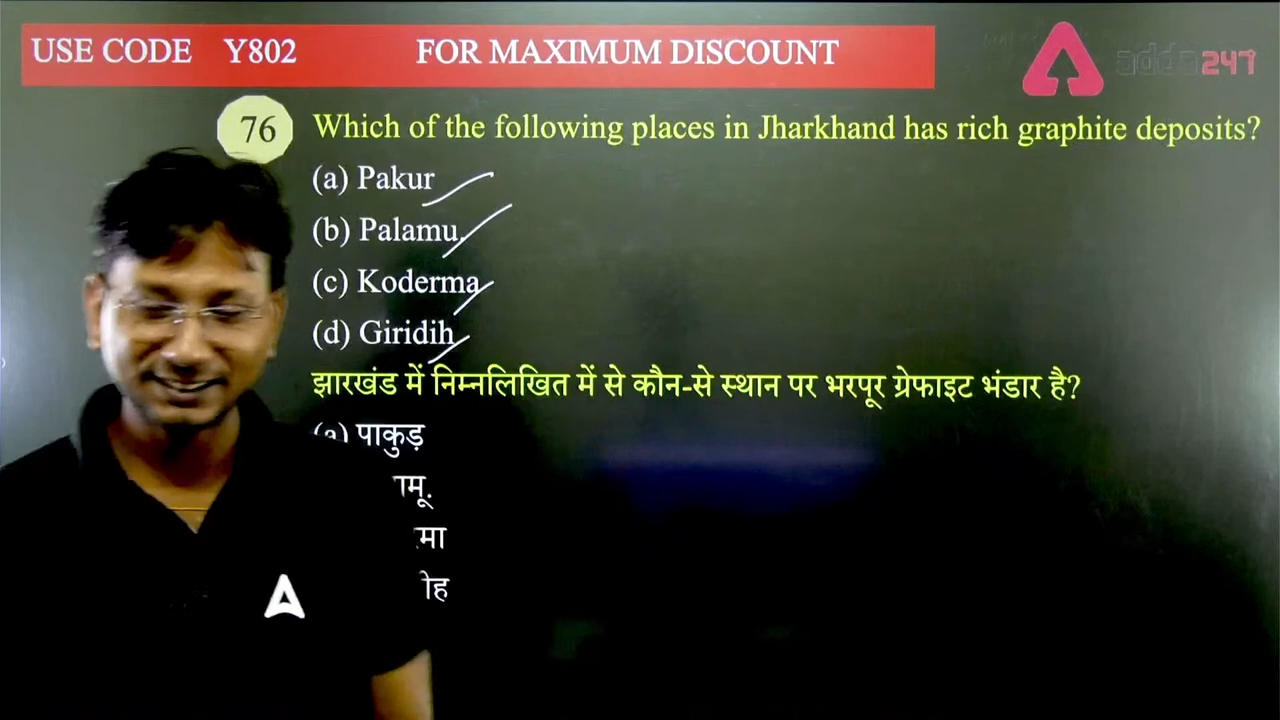 USE CODE Y802 FOR MAXIMUM DISCOUNT
adda247
76 Which of the following places in Jharkhand has rich graphite deposits?
(a) Pakur
(b) Palamu.
(c) Koderma
(d) Giridih
झारखंड में निम्नलिखित में से कौन-से स्थान पर भरपूर ग्रेफाइट भंडार है?
(a) पाकुड़